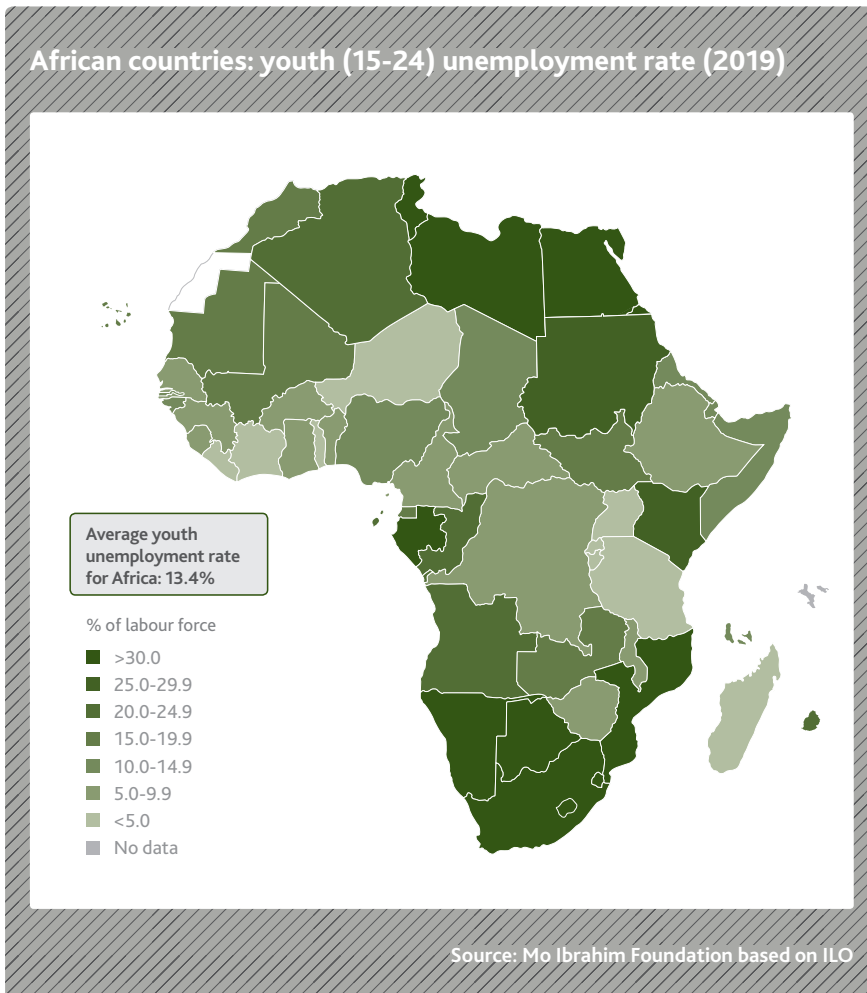 African countries: youth (15-24) unemployment rate (2019)
Average youth
unemployment rate
for Africa: 13.4%
% of labour force
>30.0
25.0-29.9
20.0-24.9
15.0-19.9
10.0-14.9
5.0-9.9
<5.0
No data
Source: Mo Ibrahim Foundation based on ILO